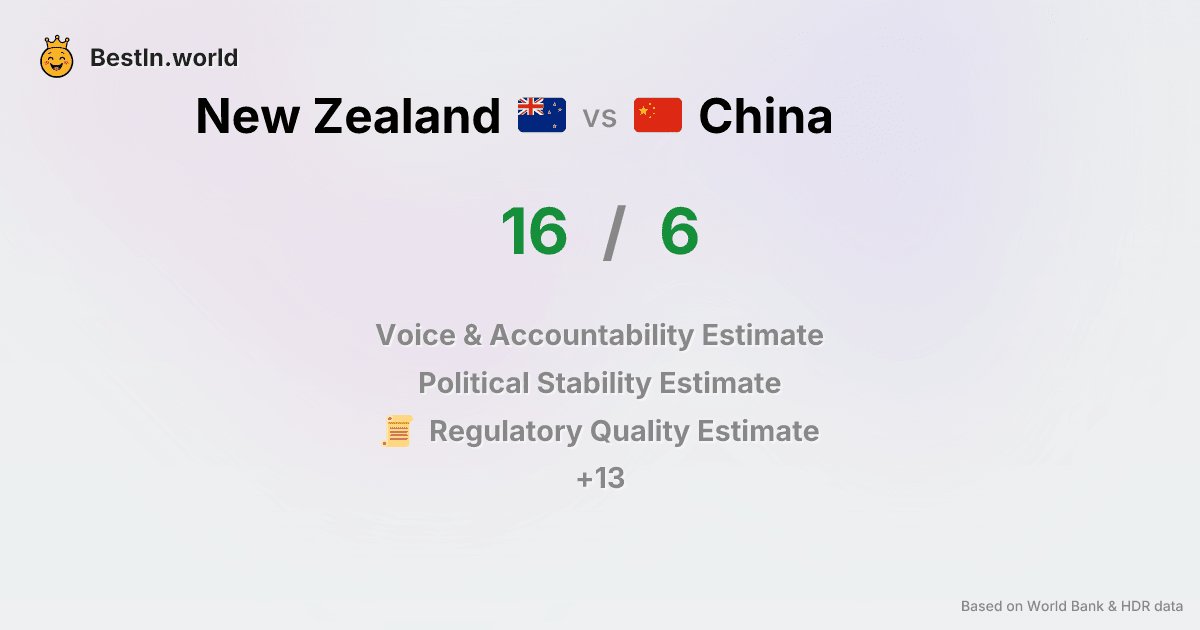 BestIn.world
New Zealand vs China
16 / 6
Voice & Accountability Estimate
Political Stability Estimate
Regulatory Quality Estimate
+13
Based on World Bank & HDR data